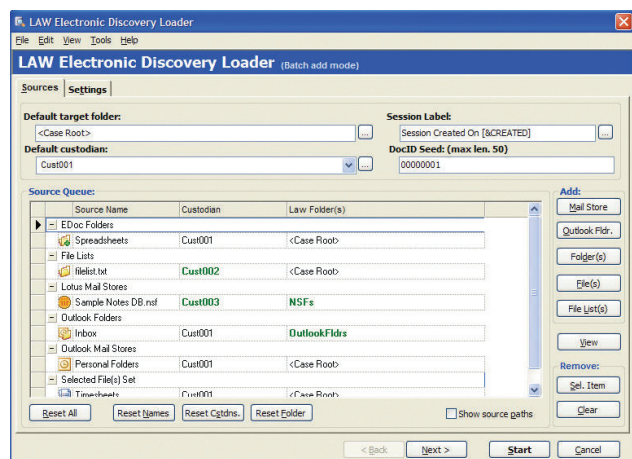 LAW Electronic Discovery Loader
File Edit View Tools Help
LAW Electronic Discovery Loader (Batch add mode)
Sources Settings
Default target folder: Session Label:
<Case Root> ... Session Created On [&CREATED] ...
Default custodian: DocID Seed: (max len. 50)
Cust001 ... 00000001
Source Queue: Add:
Source Name Custodian Law Folder(s) Mail Store
EDoc Folders
Spreadsheets Cust001 <Case Root> Outlook Fldr.
File Lists
filelist.txt Cust002 <Case Root> Folder(s)
Lotus Mail Stores File(s)
Sample Notes DB.nsf Cust003 NSFs File List(s)
Outlook Folders
Inbox Cust001 OutlookFldrs View
Outlook Mail Stores
Personal Folders Cust001 <Case Root> Remove:
Selected File(s) Set Sel. Item
Timesheets Cust001 <Case Root>
Reset All Reset Names Reset Cstdns. Reset Folder Show source paths Clear
< Back Next > Start Cancel